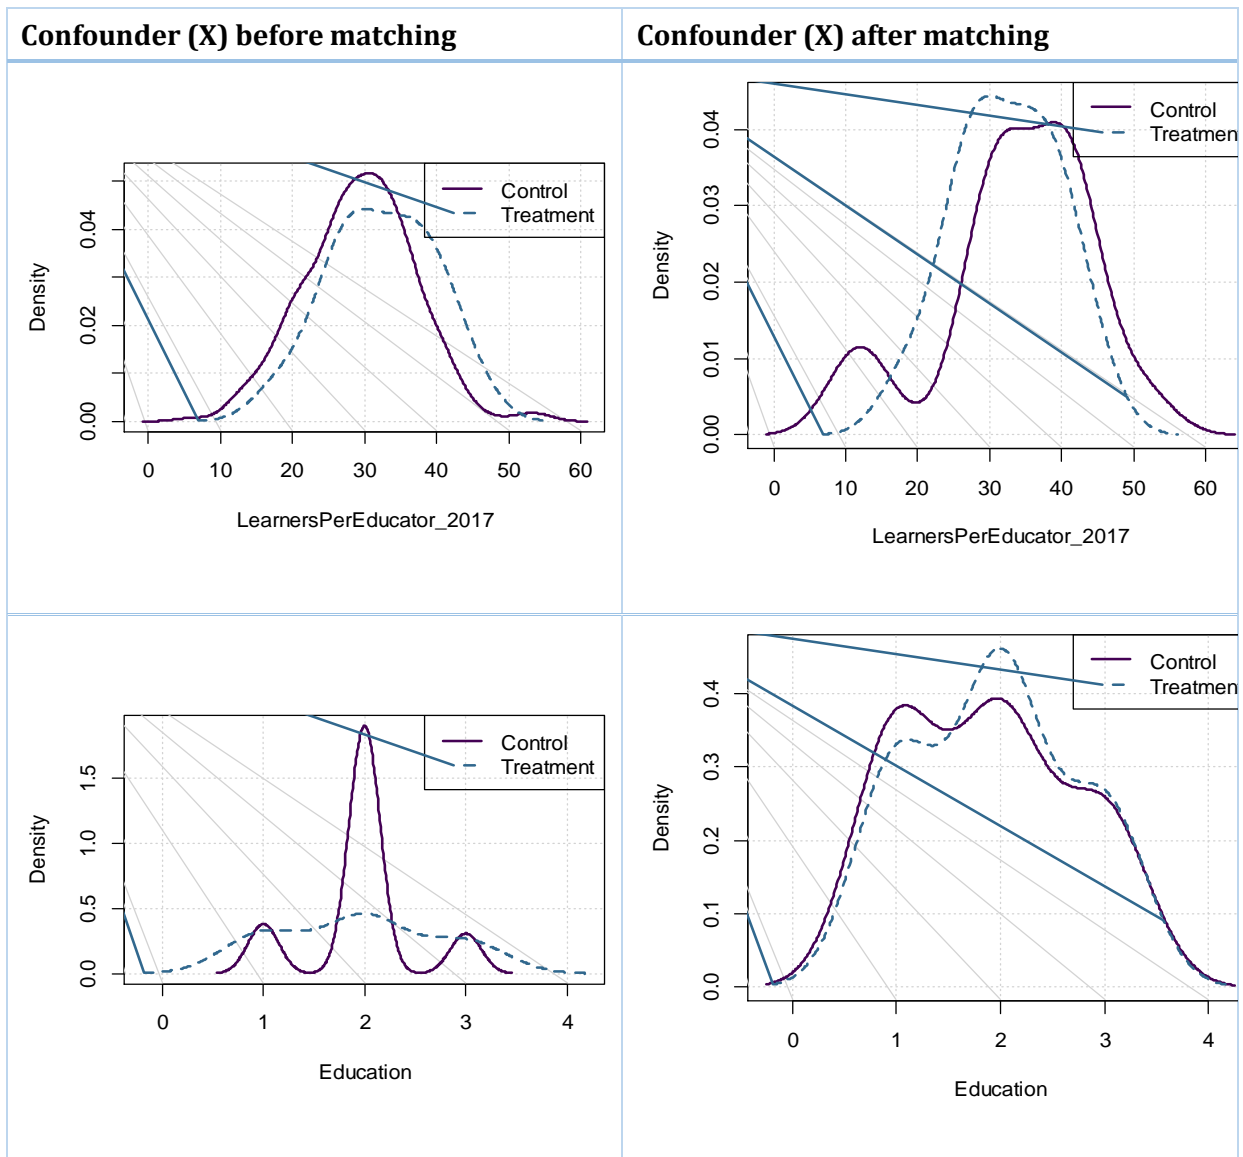 Confounder (X) before matching
Confounder (X) after matching
Control
Treatment
0.04
0.02
0.00
Density
0 10 20 30 40 50 60
LearnersPerEducator_2017
Control
Treatmen
0.04
0.03
0.02
0.01
0.00
Density
0 10 20 30 40 50 60
LearnersPerEducator_2017
Control
Treatment
1.5
1.0
0.5
0.0
Density
0 1 2 3 4
Education
Control
Treatmen
0.4
0.3
0.2
0.1
0.0
Density
0 1 2 3 4
Education